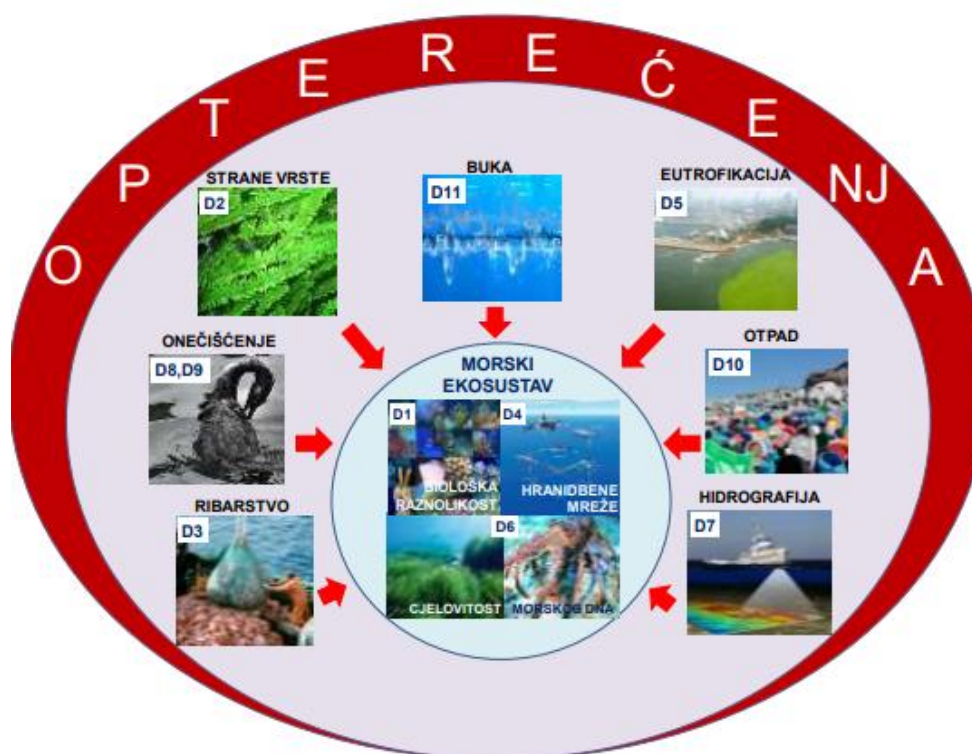 OPTEREĆENJA
STRANE VRSTE
D2
BUKA
D11
EUTROFIKACIJA
D5
ONEČIŠĆENJE
D8,D9
OTPAD
D10
RIBARSTVO
D3
HIDROGRAFIJA
D7
MORSKI
EKOSUSTAV
D1
BIOLOŠKA
RAZNOLIKOST
D4
HRANIDBENE
MREŽE
D6
CJELOVITOST MORSKOG DNA